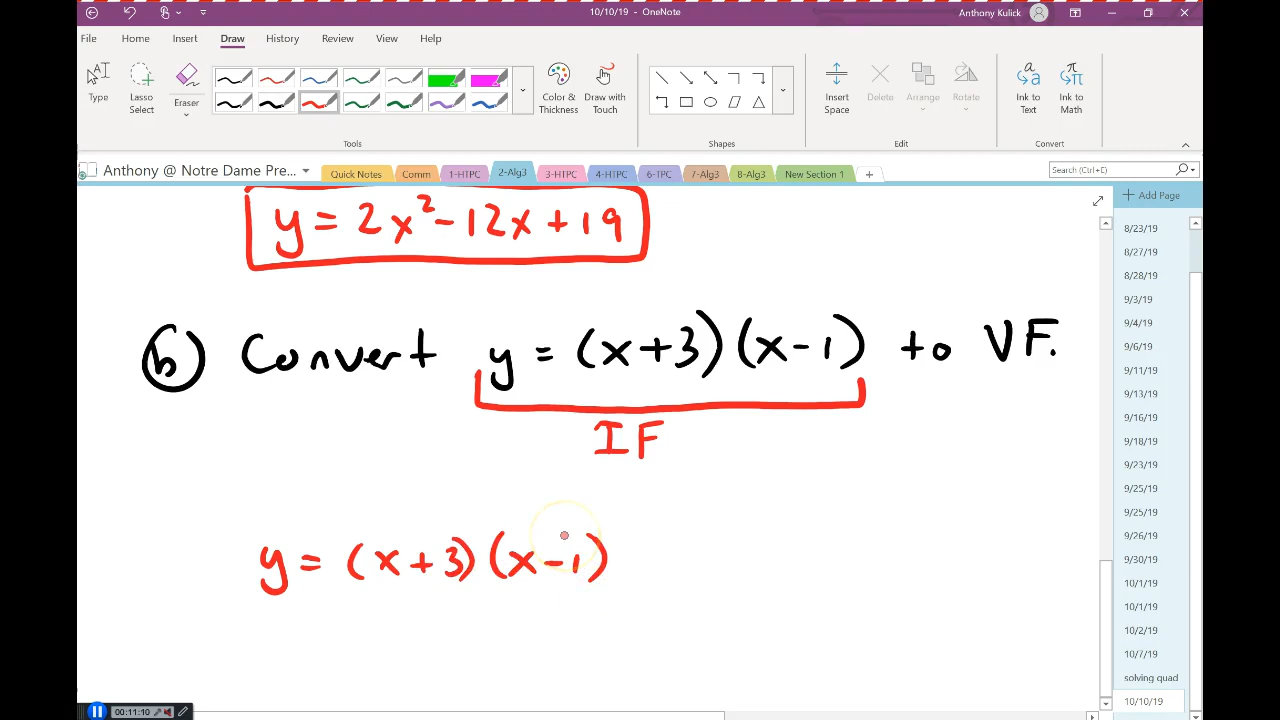 10/10/19 - OneNote
Anthony Kulick
File Home Insert Draw History Review View Help
Type
Lasso Select
Eraser
Color & Thickness
Draw with Touch
Insert Space
Delete
Arrange
Rotate
Ink to Text
Ink to Math
Tools
Shapes
Edit
Convert
Anthony @ Notre Dame Pre...
Quick Notes
Comm
1-HTPC
2-Alg3
3-HTPC
4-HTPC
6-TPC
7-Alg3
8-Alg3
New Section 1
Search (Ctrl+E)
Add Page
y = 2x² - 12x + 19
b Convert y = (x+3)(x-1) to VF.
IF
y = (x+3)(x-1)
8/23/19
8/27/19
8/28/19
9/3/19
9/4/19
9/6/19
9/11/19
9/13/19
9/16/19
9/18/19
9/23/19
9/25/19
9/25/19
9/26/19
9/30/19
10/1/19
10/1/19
10/2/19
10/7/19
solving quad
10/10/19
00:11:10